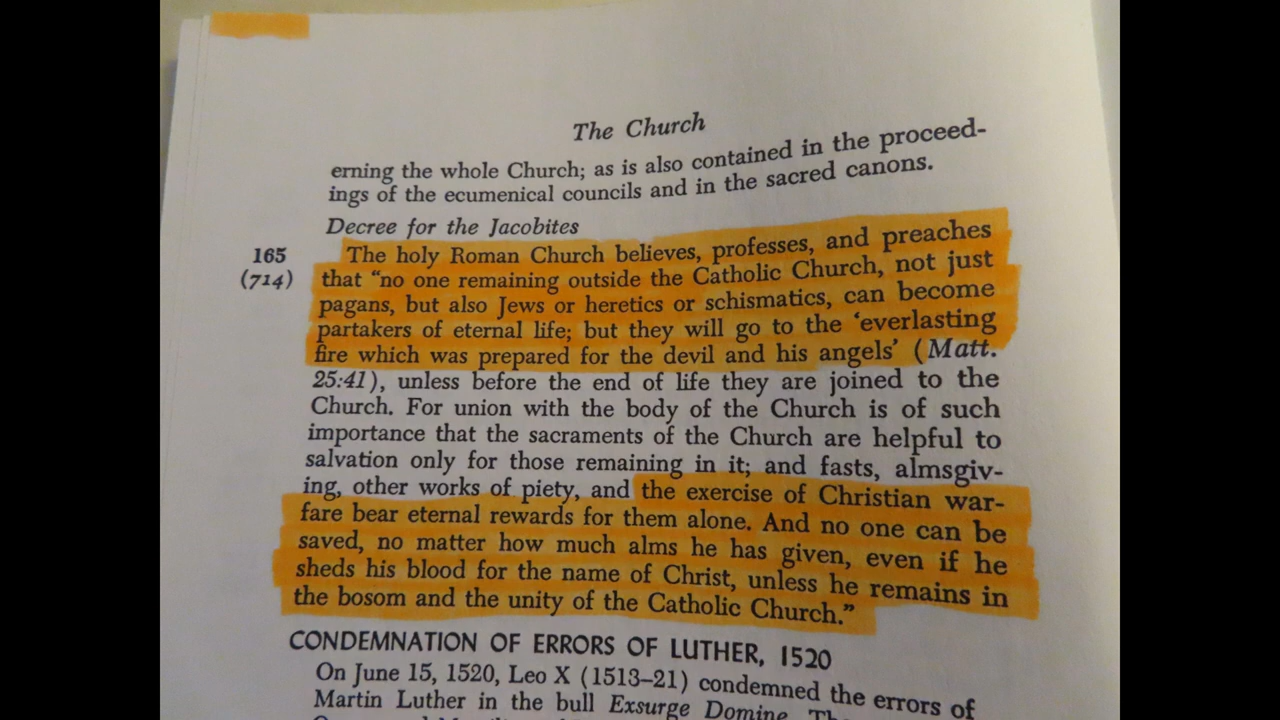 The Church
erning the whole Church; as is also contained in the proceed-
ings of the ecumenical councils and in the sacred canons.
Decree for the Jacobites
165 The holy Roman Church believes, professes, and preaches
(714) that “no one remaining outside the Catholic Church, not just
pagans, but also Jews or heretics or schismatics, can become
partakers of eternal life; but they will go to the ‘everlasting
fire which was prepared for the devil and his angels’ (Matt.
25:41), unless before the end of life they are joined to the
Church. For union with the body of the Church is of such
importance that the sacraments of the Church are helpful to
salvation only for those remaining in it; and fasts, almsgiv-
ing, other works of piety, and the exercise of Christian war-
fare bear eternal rewards for them alone. And no one can be
saved, no matter how much alms he has given, even if he
sheds his blood for the name of Christ, unless he remains in
the bosom and the unity of the Catholic Church.”
CONDEMNATION OF ERRORS OF LUTHER, 1520
On June 15, 1520, Leo X (1513–21) condemned the errors of
Martin Luther in the bull Exsurge Domine.